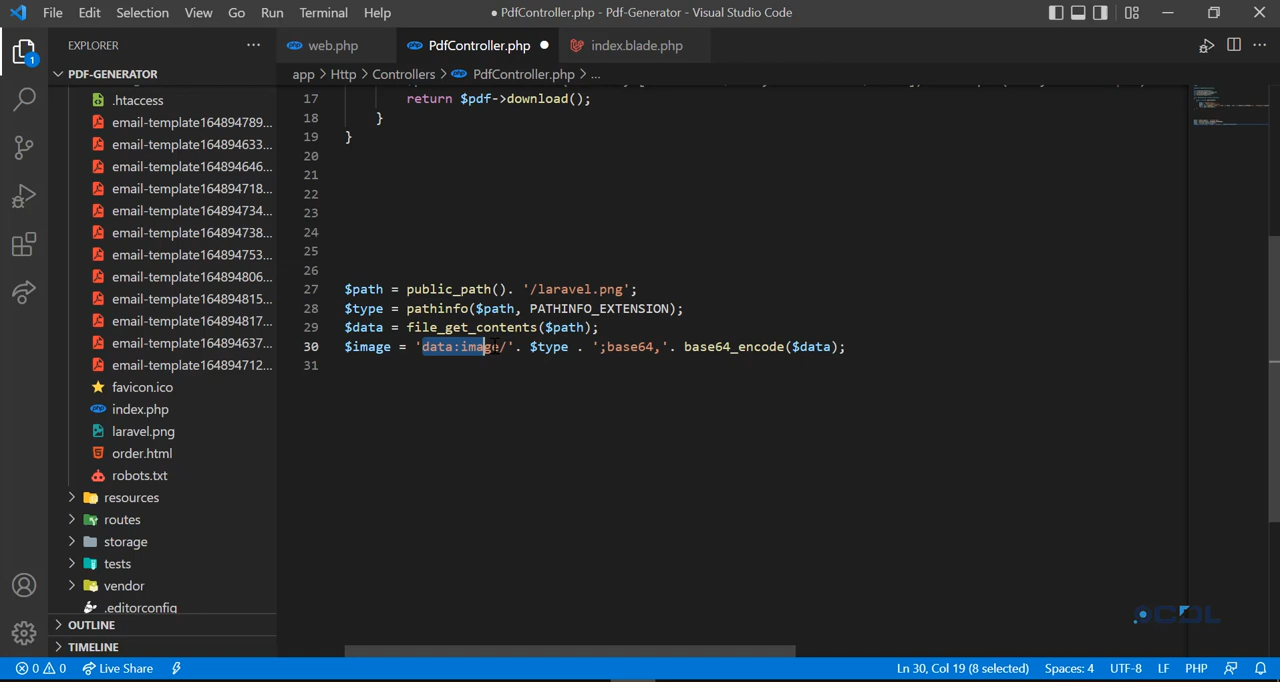 File Edit Selection View Go Run Terminal Help
● PdfController.php - Pdf-Generator - Visual Studio Code
EXPLORER
web.php
PdfController.php
index.blade.php
1
PDF-GENERATOR
app > Http > Controllers > PdfController.php > ...
.htaccess
email-template164894789...
email-template164894633...
email-template164894646...
email-template164894718...
email-template164894734...
email-template164894738...
email-template164894753...
email-template164894806...
email-template164894815...
email-template164894817...
email-template164894637...
email-template164894712...
favicon.ico
index.php
laravel.png
order.html
robots.txt
resources
routes
storage
tests
vendor
.editorconfig
OUTLINE
TIMELINE
17 return $pdf->download();
18 }
19 }
20
21
22
23
24
25
26
27 $path = public_path(). '/laravel.png';
28 $type = pathinfo($path, PATHINFO_EXTENSION);
29 $data = file_get_contents($path);
30 $image = 'data:image/'. $type . ';base64,'. base64_encode($data);
31
0 0 Live Share
Ln 30, Col 19 (8 selected) Spaces: 4 UTF-8 LF PHP